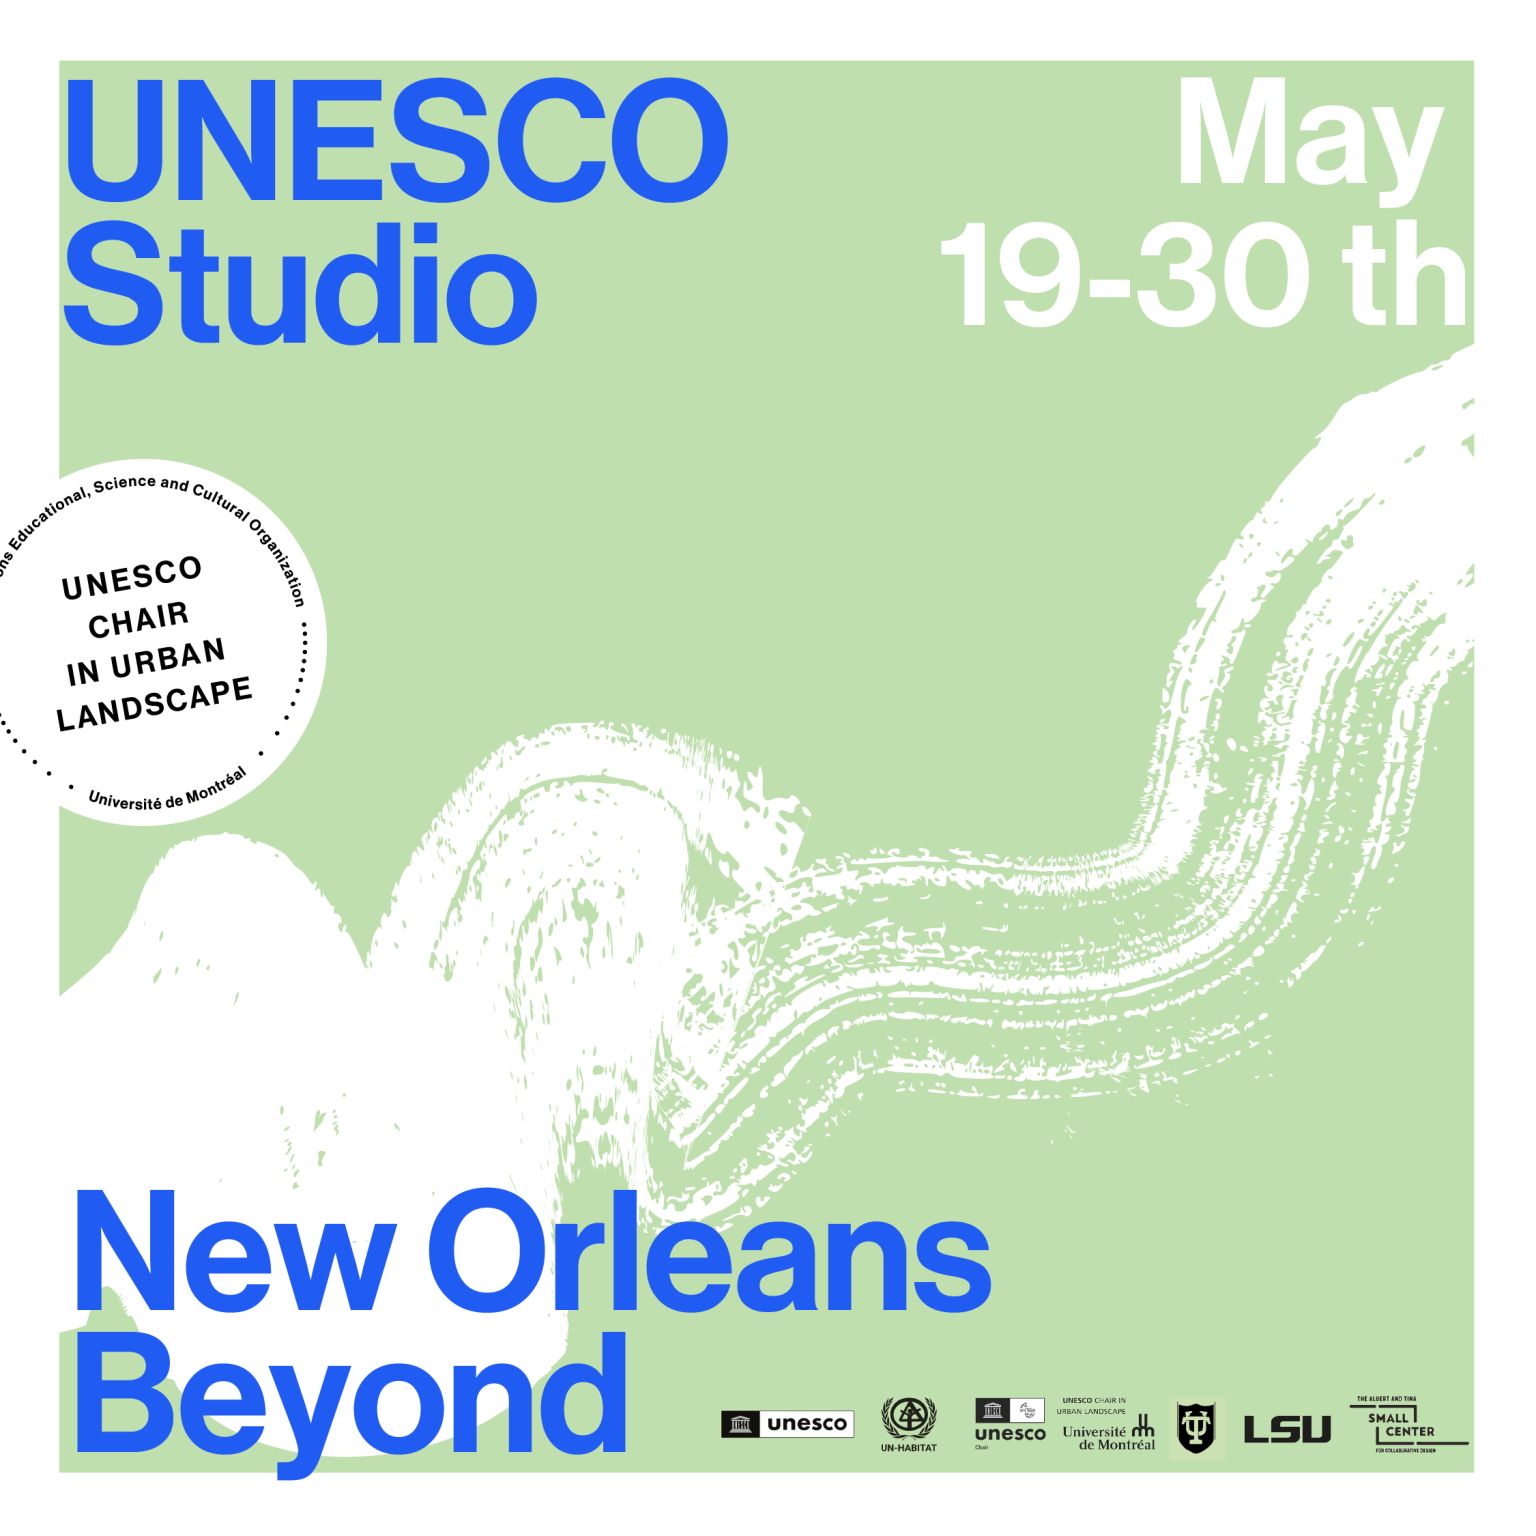 UNESCO
Studio
May
19-30 th
Educational, Science and Cultural Organization
UNESCO
CHAIR
IN URBAN
LANDSCAPE
Université de Montréal
New Orleans
Beyond
unesco
UN-HABITAT
unesco
Chair
UNESCO CHAIR IN
URBAN LANDSCAPE
Université
de Montréal
LSU
THE ALBERT AND TINA
SMALL
CENTER
FOR COLLABORATIVE DESIGN